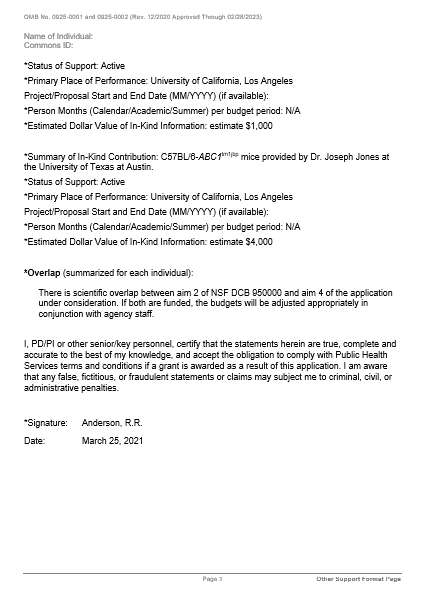 OMB No. 0925-0001 and 0925-0002 (Rev. 12/2020 Approved Through 02/28/2023)
Name of Individual:
Commons ID:
*Status of Support: Active
*Primary Place of Performance: University of California, Los Angeles
Project/Proposal Start and End Date (MM/YYYY) (if available):
*Person Months (Calendar/Academic/Summer) per budget period: N/A
*Estimated Dollar Value of In-Kind Information: estimate $1,000
*Summary of In-Kind Contribution: C57BL/6-ABC1tm1jbp mice provided by Dr. Joseph Jones at
the University of Texas at Austin.
*Status of Support: Active
*Primary Place of Performance: University of California, Los Angeles
Project/Proposal Start and End Date (MM/YYYY) (if available):
*Person Months (Calendar/Academic/Summer) per budget period: N/A
*Estimated Dollar Value of In-Kind Information: estimate $4,000
*Overlap (summarized for each individual):
There is scientific overlap between aim 2 of NSF DCB 950000 and aim 4 of the application
under consideration. If both are funded, the budgets will be adjusted appropriately in
conjunction with agency staff.
I, PD/PI or other senior/key personnel, certify that the statements herein are true, complete and
accurate to the best of my knowledge, and accept the obligation to comply with Public Health
Services terms and conditions if a grant is awarded as a result of this application. I am aware
that any false, fictitious, or fraudulent statements or claims may subject me to criminal, civil, or
administrative penalties.
*Signature: Anderson, R.R.
Date: March 25, 2021
Page 3 Other Support Format Page